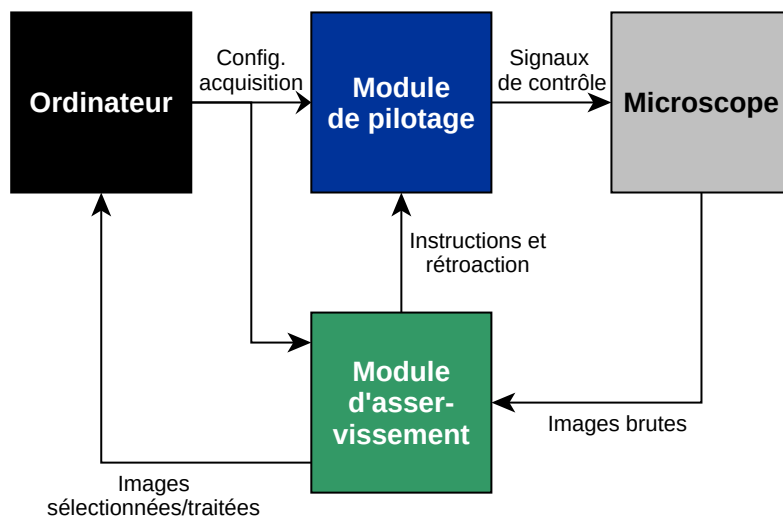 Ordinateur
Config.
acquisition
Module
de pilotage
Signaux
de contrôle
Microscope
Instructions et
rétroaction
Module
d'asser-
vissement
Images brutes
Images
sélectionnées/traitées